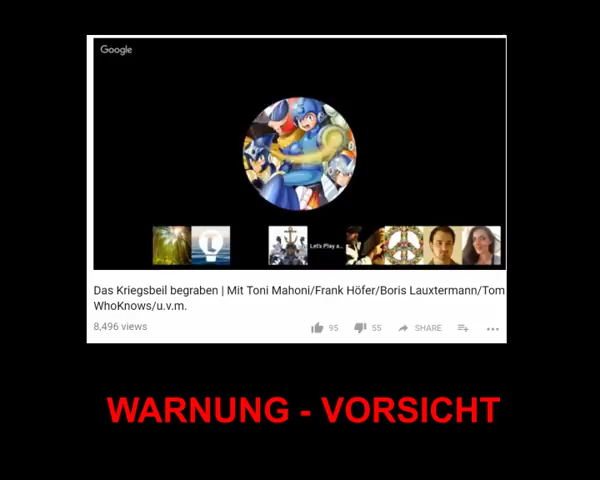 Google
Let's Play a...
Das Kriegsbeil begraben | Mit Toni Mahoni/Frank Höfer/Boris Lauxtermann/Tom
WhoKnows/u.v.m.
8,496 views 95 55 SHARE
WARNUNG - VORSICHT